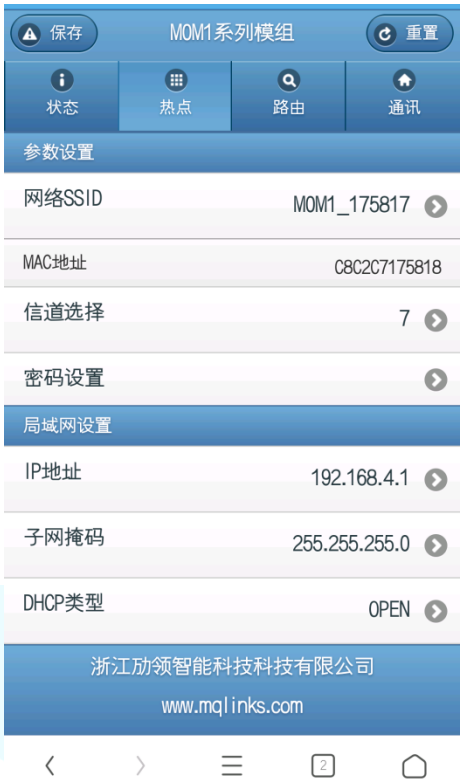 保存
MOM1系列模组
重置
状态
热点
路由
通讯
参数设置
网络SSID
MOM1_175817
MAC地址
C8C2C7175818
信道选择
7
密码设置
局域网设置
IP地址
192.168.4.1
子网掩码
255.255.255.0
DHCP类型
OPEN
浙江励领智能科技科技有限公司
www.mqlinks.com
2